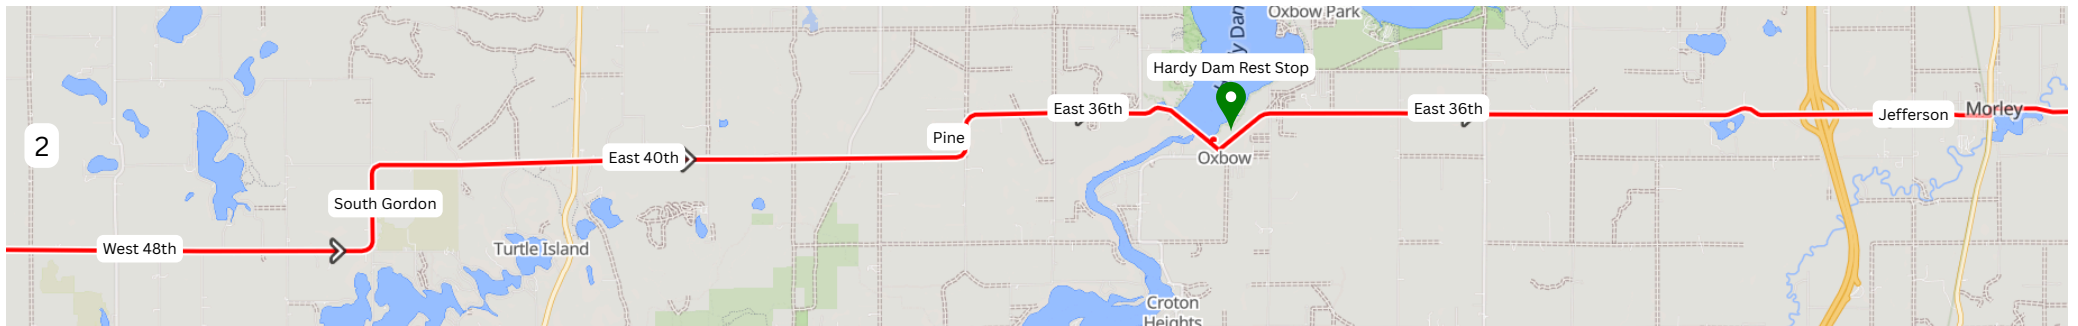 Oxbow Park
y Dan
Hardy Dam Rest Stop
East 36th
East 36th
Jefferson
Morley
Pine
2
East 40th
Oxbow
South Gordon
West 48th
Turtle Island
Croton
Heights